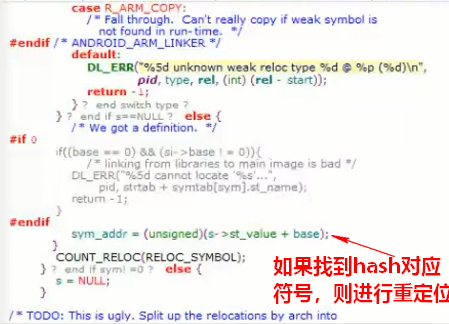 case R_ARM_COPY:
/* Fall through.  Can't really copy if weak symbol is
not found in run-time.  */
#endif /* ANDROID_ARM_LINKER */
default:
DL_ERR("%5d unknown weak reloc type %d @ %p (%d)\n",
pid, type, rel, (int) (rel - start));
return -1;
} ? end switch type ?
} ? end if s==NULL ?  else {
/* We got a definition.  */
#if 0
if((base == 0) && (si->base ! = 0)){
/* linking from libraries to main image is bad */
DL_ERR("%5d cannot locate '%s'...",
pid, strtab + symtab[sym].st_name);
return -1;
}
#endif
sym_addr = (unsigned)(s->st_value + base);
}
COUNT_RELOC(RELOC_SYMBOL);
} ? end if sym! =0 ?  else {
s = NULL;
}
如果找到hash对应
符号，则进行重定位
/* TODO: This is ugly. Split up the relocations by arch into